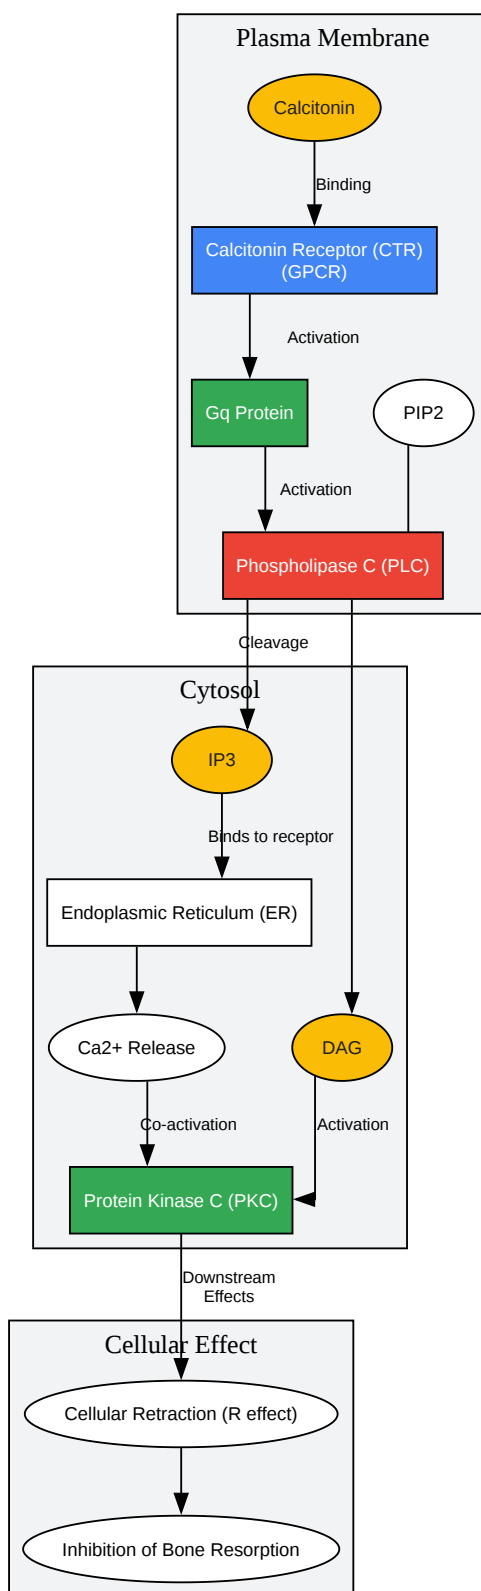 Plasma Membrane
Calcitonin
Binding
Calcitonin Receptor (CTR)
(GPCR)
Activation
Gq Protein
PIP2
Activation
Phospholipase C (PLC)
Cleavage
Cytosol
IP3
Binds to receptor
Endoplasmic Reticulum (ER)
Ca2+ Release
DAG
Co-activation
Activation
Protein Kinase C (PKC)
Downstream
Effects
Cellular Effect
Cellular Retraction (R effect)
Inhibition of Bone Resorption